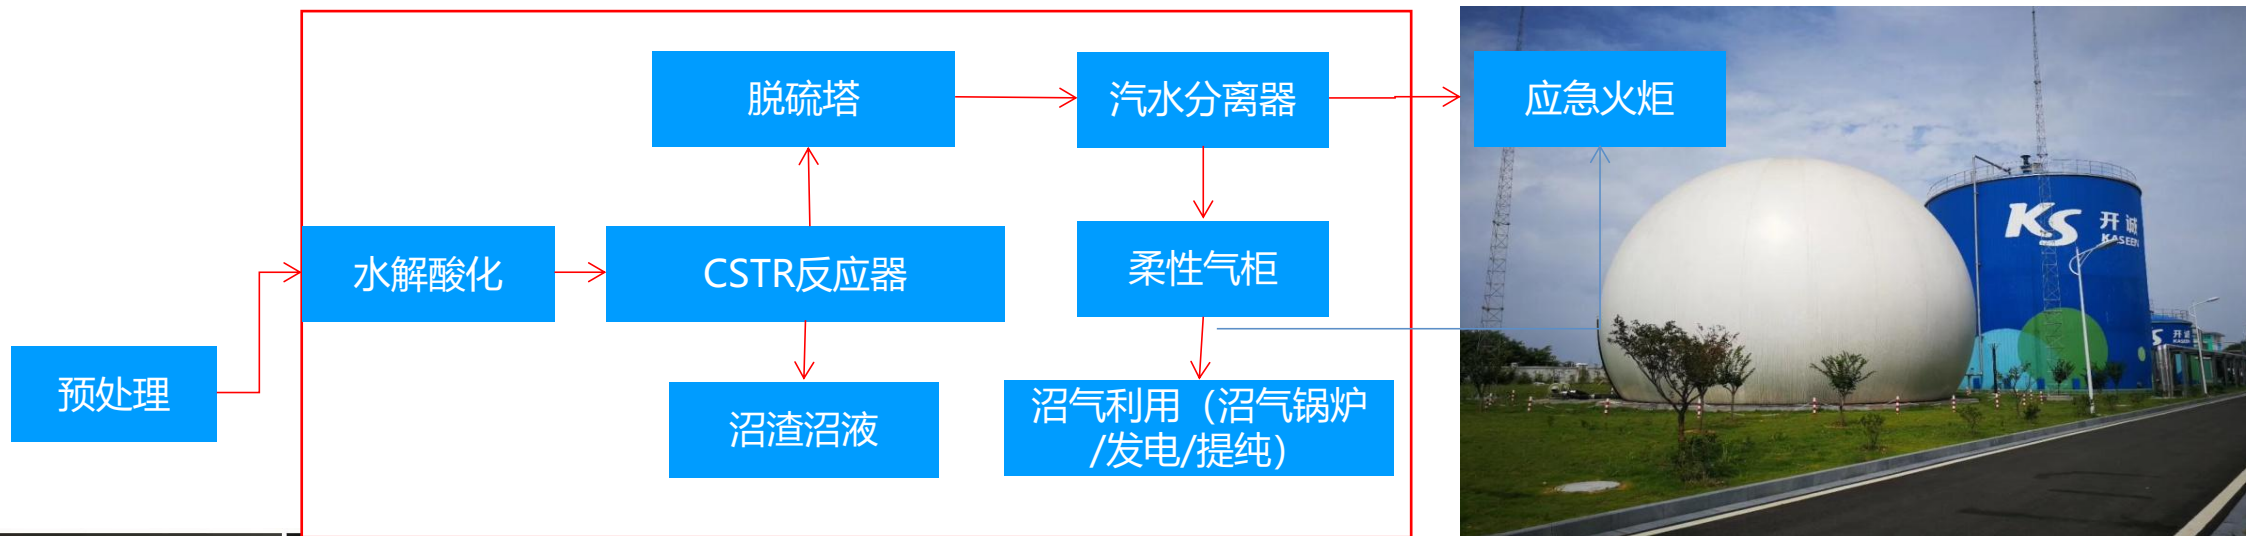 脱硫塔
汽水分离器
应急火炬
水解酸化
CSTR反应器
柔性气柜
预处理
沼渣沼液
沼气利用（沼气锅炉
/发电/提纯）
KS 开诚
KASEEN